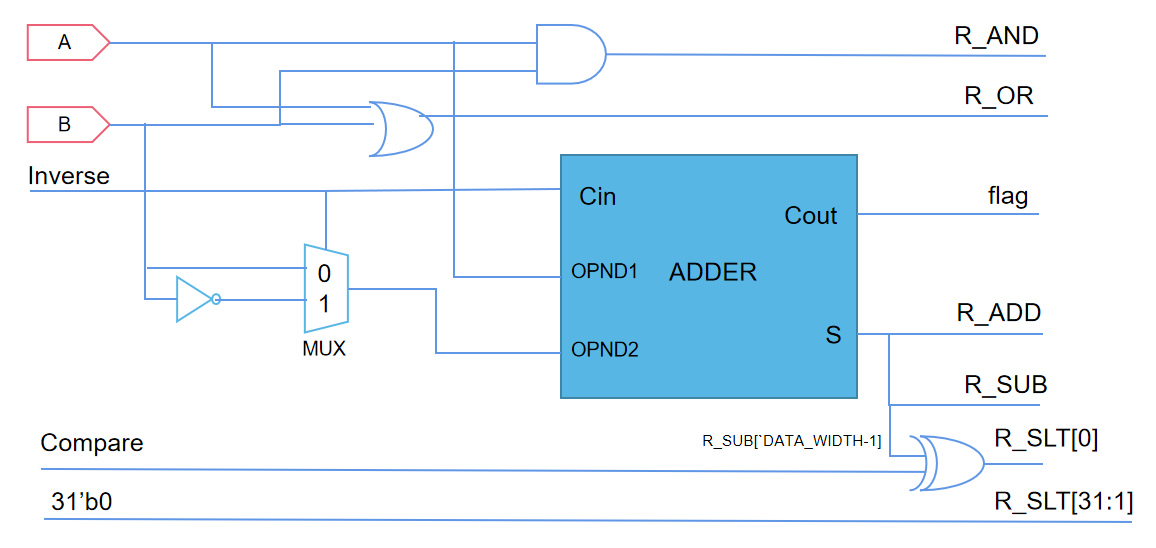 A
R_AND
R_OR
B
Inverse
Cin
flag
Cout
0
OPND1
ADDER
1
R_ADD
S
MUX
OPND2
R_SUB
Compare
R_SUB[`DATA_WIDTH-1]
R_SLT[0]
31’b0
R_SLT[31:1]